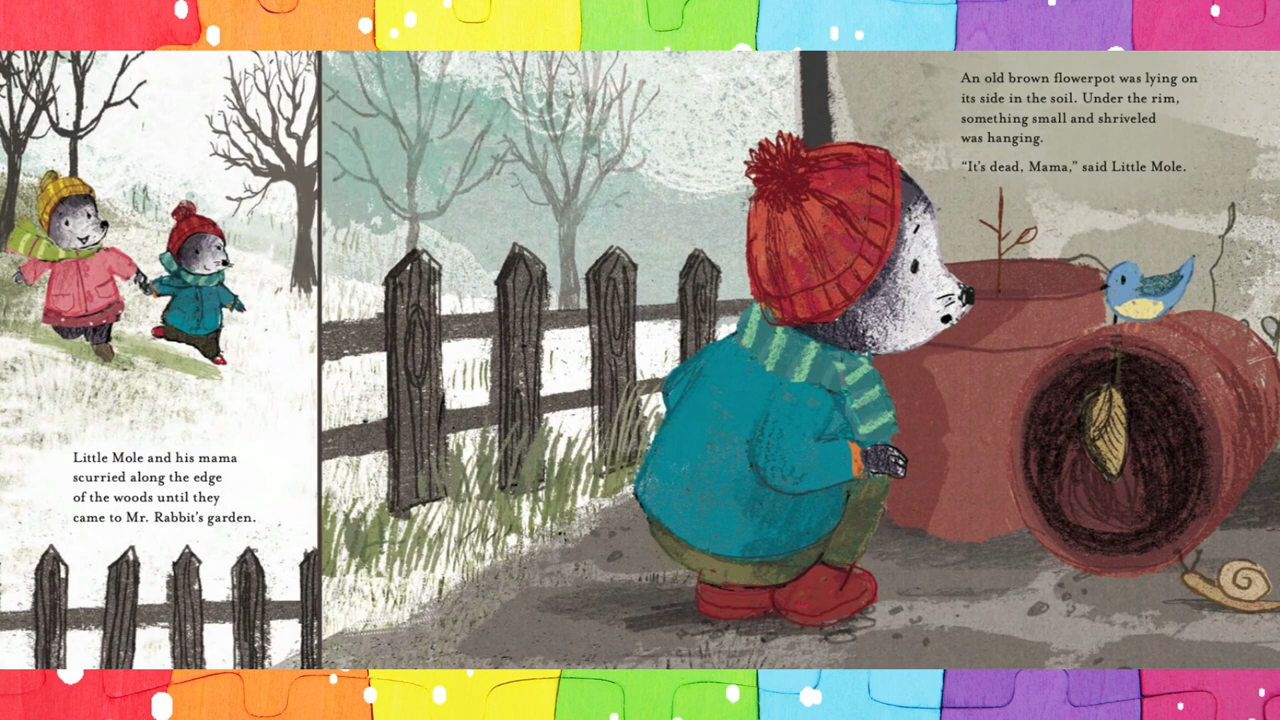 Little Mole and his mama
scurried along the edge
of the woods until they
came to Mr. Rabbit's garden.
An old brown flowerpot was lying on
its side in the soil. Under the rim,
something small and shriveled
was hanging.
“It's dead, Mama,” said Little Mole.